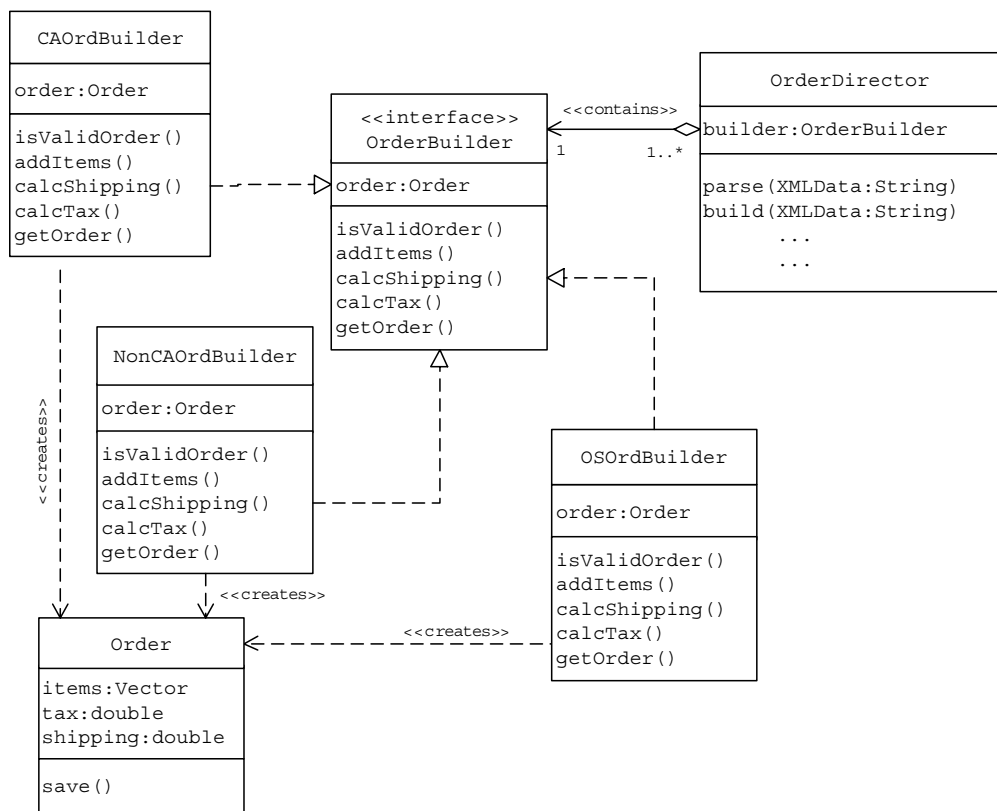 CAOrdBuilder
order:Order
isValidOrder()
addItems()
calcShipping()
calcTax()
getOrder()
<<interface>>
OrderBuilder
order:Order
isValidOrder()
addItems()
calcShipping()
calcTax()
getOrder()
<<contains>>
1
1..*
OrderDirector
builder:OrderBuilder
parse(XMLData:String)
build(XMLData:String)
...
...
<<creates>>
NonCAOrdBuilder
order:Order
isValidOrder()
addItems()
calcShipping()
calcTax()
getOrder()
<<creates>>
OSOrdBuilder
order:Order
isValidOrder()
addItems()
calcShipping()
calcTax()
getOrder()
<<creates>>
Order
items:Vector
tax:double
shipping:double
save()